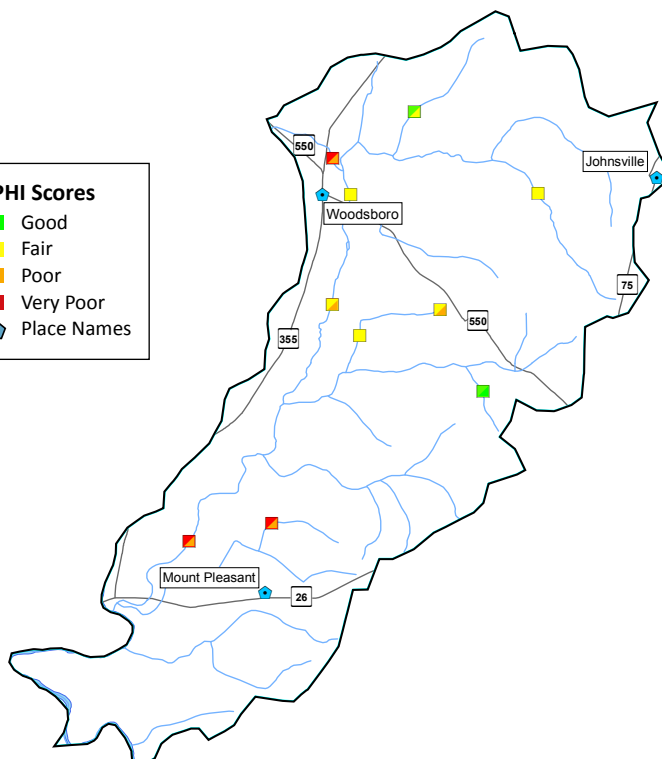 550
Johnsville
PHI Scores
Good
Fair
Poor
Very Poor
Place Names
Woodsboro
75
550
355
Mount Pleasant
26